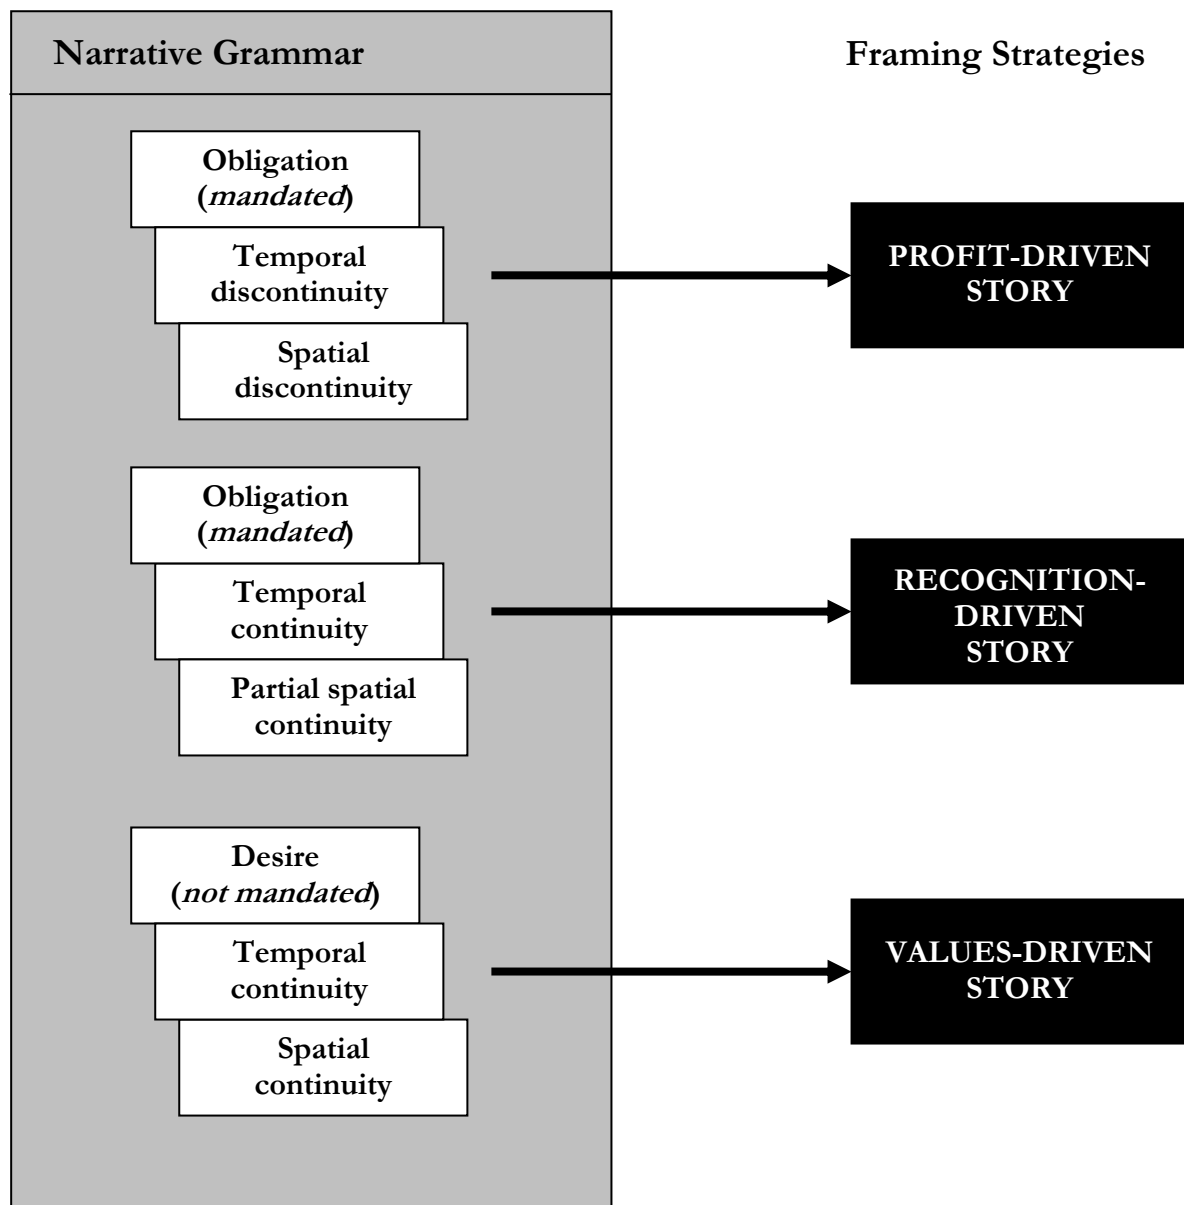 Narrative Grammar
Framing Strategies
Obligation
(mandated)
Temporal
discontinuity
Spatial
discontinuity
PROFIT-DRIVEN
STORY
Obligation
(mandated)
Temporal
continuity
Partial spatial
continuity
RECOGNITION-
DRIVEN
STORY
Desire
(not mandated)
Temporal
continuity
Spatial
continuity
VALUES-DRIVEN
STORY